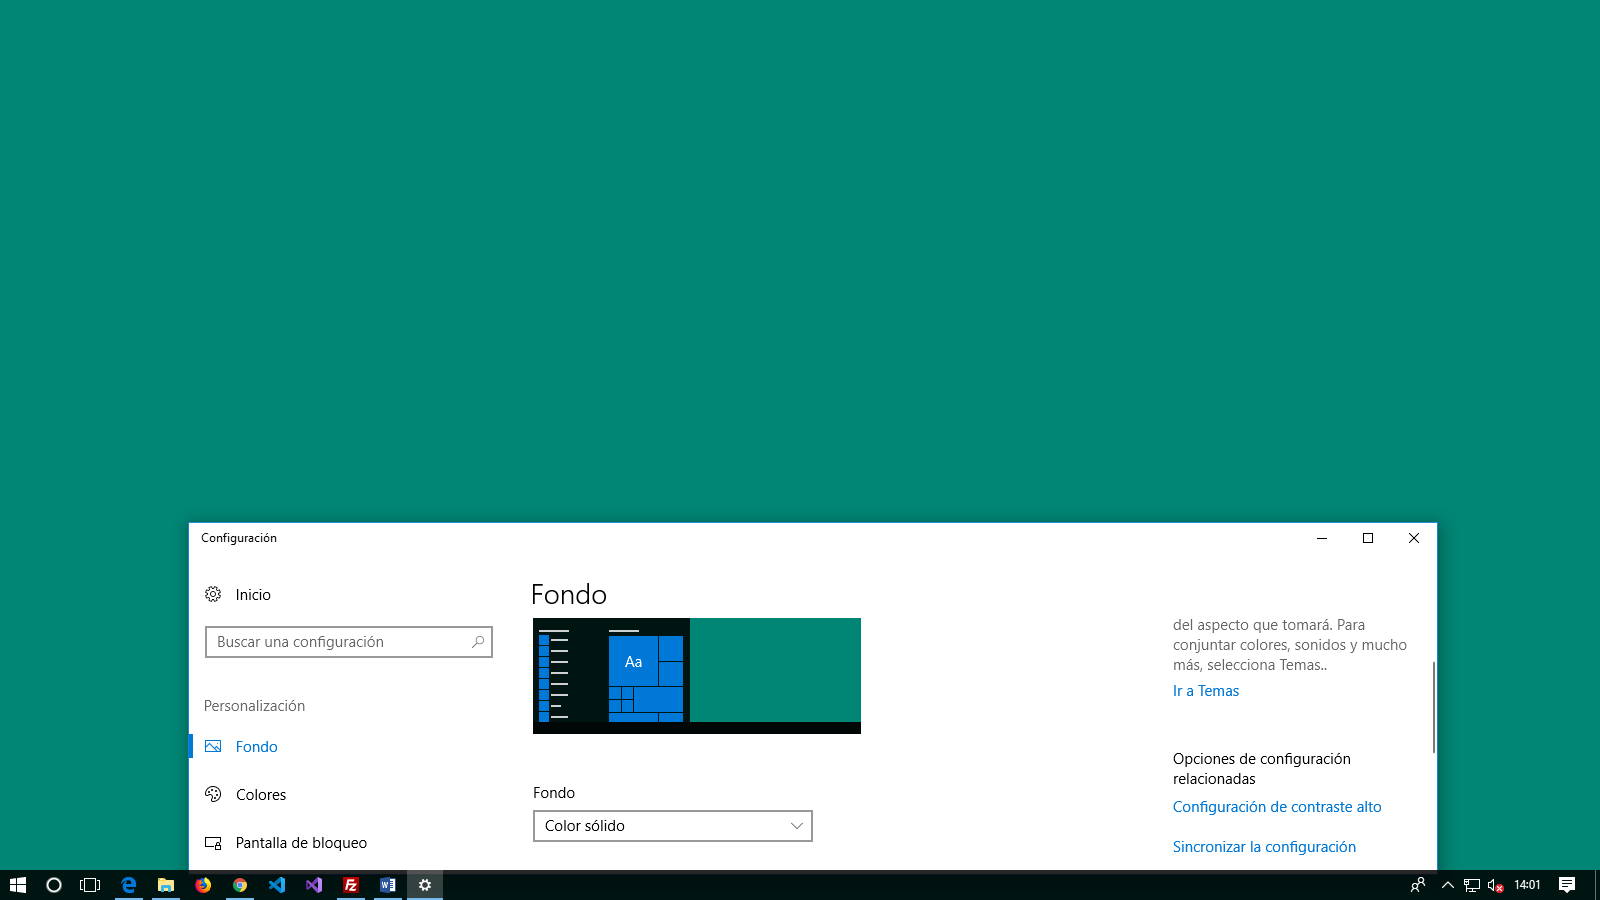 Configuración
Inicio
Buscar una configuración
Personalización
Fondo
Colores
Pantalla de bloqueo
Fondo
Aa
Fondo
Color sólido
del aspecto que tomará. Para
conjuntar colores, sonidos y mucho
más, selecciona Temas..
Ir a Temas
Opciones de configuración
relacionadas
Configuración de contraste alto
Sincronizar la configuración
14:01